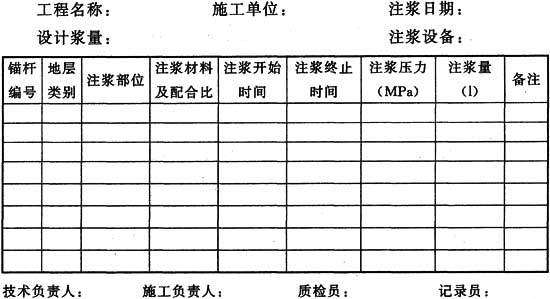 工程名称： 施工单位： 注浆日期：
设计浆量： 注浆设备：
锚杆编号 地层类别 注浆部位 注浆材料及配合比 注浆开始时间 注浆终止时间 注浆压力（MPa） 注浆量（l） 备注
技术负责人： 施工负责人： 质检员： 记录员：